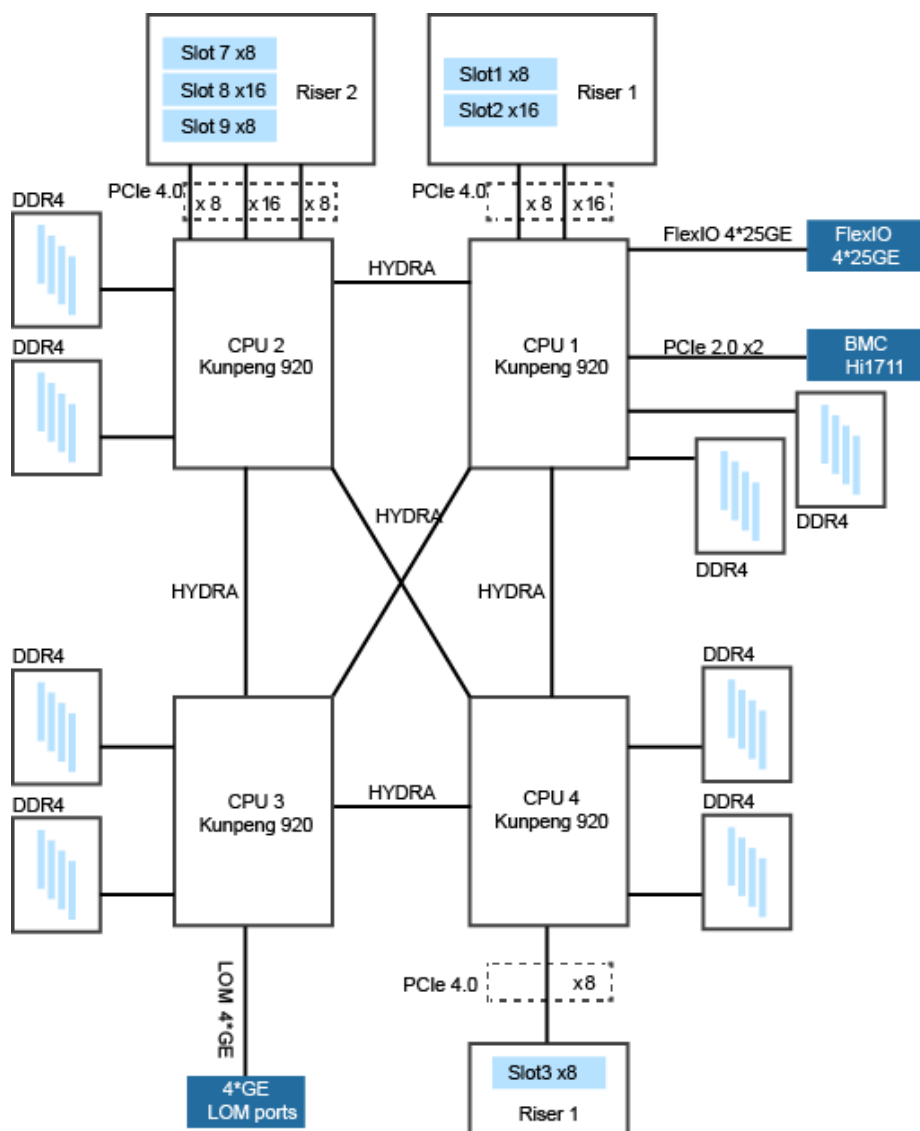 Slot 7 x8
Slot 8 x16
Slot 9 x8
Riser 2
Slot1 x8
Slot2 x16
Riser 1
PCIe 4.0
x 8
x16
x8
PCIe 4.0
x 8
x16
DDR4
DDR4
HYDRA
CPU 2
Kunpeng 920
CPU 1
Kunpeng 920
FlexIO 4*25GE
FlexIO
4*25GE
PCIe 2.0 x2
BMC
Hi1711
DDR4
DDR4
HYDRA
HYDRA
HYDRA
DDR4
DDR4
CPU 3
Kunpeng 920
HYDRA
CPU 4
Kunpeng 920
DDR4
DDR4
LOM 4*GE
4*GE
LOM ports
PCIe 4.0
x8
Slot3 x8
Riser 1